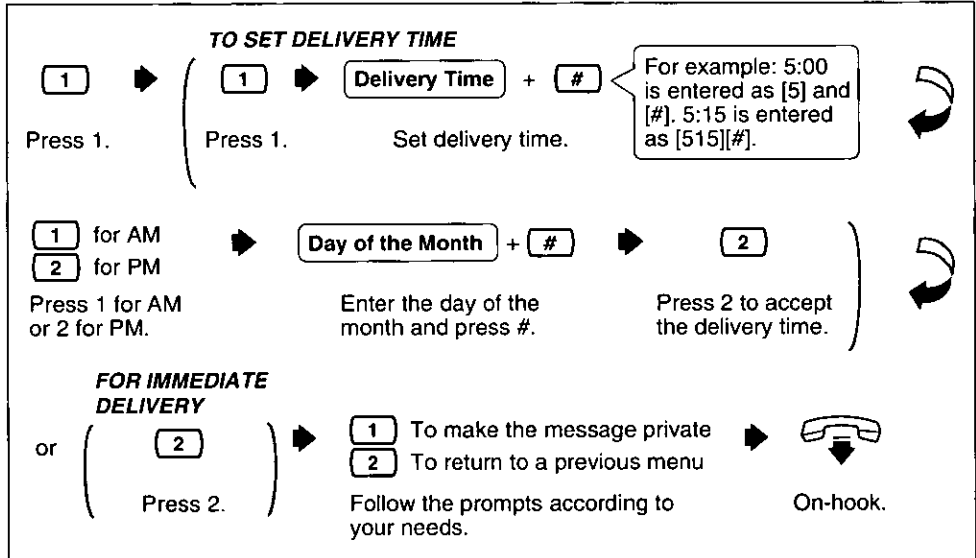 TO SET DELIVERY TIME
1 1 Delivery Time + #
For example: 5:00
is entered as [5] and
[#]. 5:15 is entered
as [515][#].
Press 1. Press 1. Set delivery time.
1 for AM
2 for PM
Day of the Month + # 2
Press 1 for AM
or 2 for PM.
Enter the day of the
month and press #.
Press 2 to accept
the delivery time.
FOR IMMEDIATE
DELIVERY
or 2
Press 2.
1 To make the message private
2 To return to a previous menu
Follow the prompts according to
your needs.
On-hook.